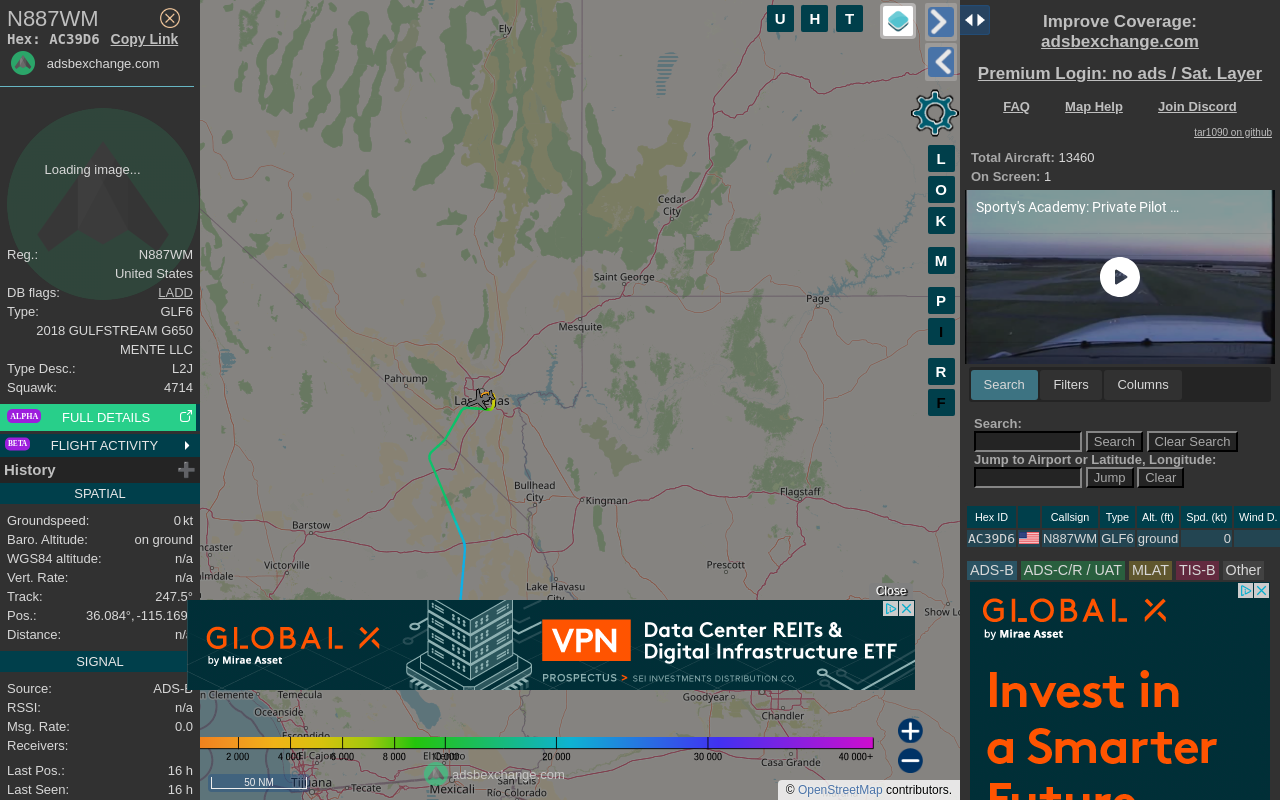 N887WM
Hex: AC39D6 Copy Link
adsbexchange.com
Loading image...
Reg.: N887WM
United States
DB flags: LADD
Type: GLF6
2018 GULFSTREAM G650
MENTE LLC
Type Desc.: L2J
Squawk: 4714
ALPHA FULL DETAILS
BETA FLIGHT ACTIVITY
History
SPATIAL
Groundspeed: 0 kt
Baro. Altitude: on ground
WGS84 altitude: n/a
Vert. Rate: n/a
Track: 247.5°
Pos.: 36.084°, -115.169
Distance: n/
SIGNAL
Source: ADS-B
RSSI: n/a
Msg. Rate: 0.0
Receivers:
Last Pos.: 16 h
Last Seen: 16 h
U H T
L
O
K
M
P
I
R
F
Ely
Cedar
City
Saint George
Page
Mesquite
Pahrump
Las Vegas
Bullhead
City
Kingman
Flagstaff
Barstow
ncaster
Victorville
almdale
Prescott
Lake Havasu
City
Show Lo
Close
GLOBAL X
by Mirae Asset
VPN
Data Center REITs &
Digital Infrastructure ETF
PROSPECTUS > SEI INVESTMENTS DISTRIBUTION CO.
n Clemente
Temecula
Goodyear
Oceanside
Chandler
Escondido
El Cajon
El Centro
Casa Grande
2 000 4 000 6 000 8 000 10 000 20 000 30 000 40 000+
adsbexchange.com
50 NM
Tijuana
Tecate
Mexicali
San Luis
Río Colorado
© OpenStreetMap contributors.
Improve Coverage:
adsbexchange.com
Premium Login: no ads / Sat. Layer
FAQ Map Help Join Discord
tar1090 on github
Total Aircraft: 13460
On Screen: 1
Sporty's Academy: Private Pilot ...
Search Filters Columns
Search:
Search Clear Search
Jump to Airport or Latitude, Longitude:
Jump Clear
Hex ID Callsign Type Alt. (ft) Spd. (kt) Wind D.
AC39D6 N887WM GLF6 ground 0
ADS-B ADS-C/R / UAT MLAT TIS-B Other
GLOBAL X
by Mirae Asset
Invest in
a Smarter
Future